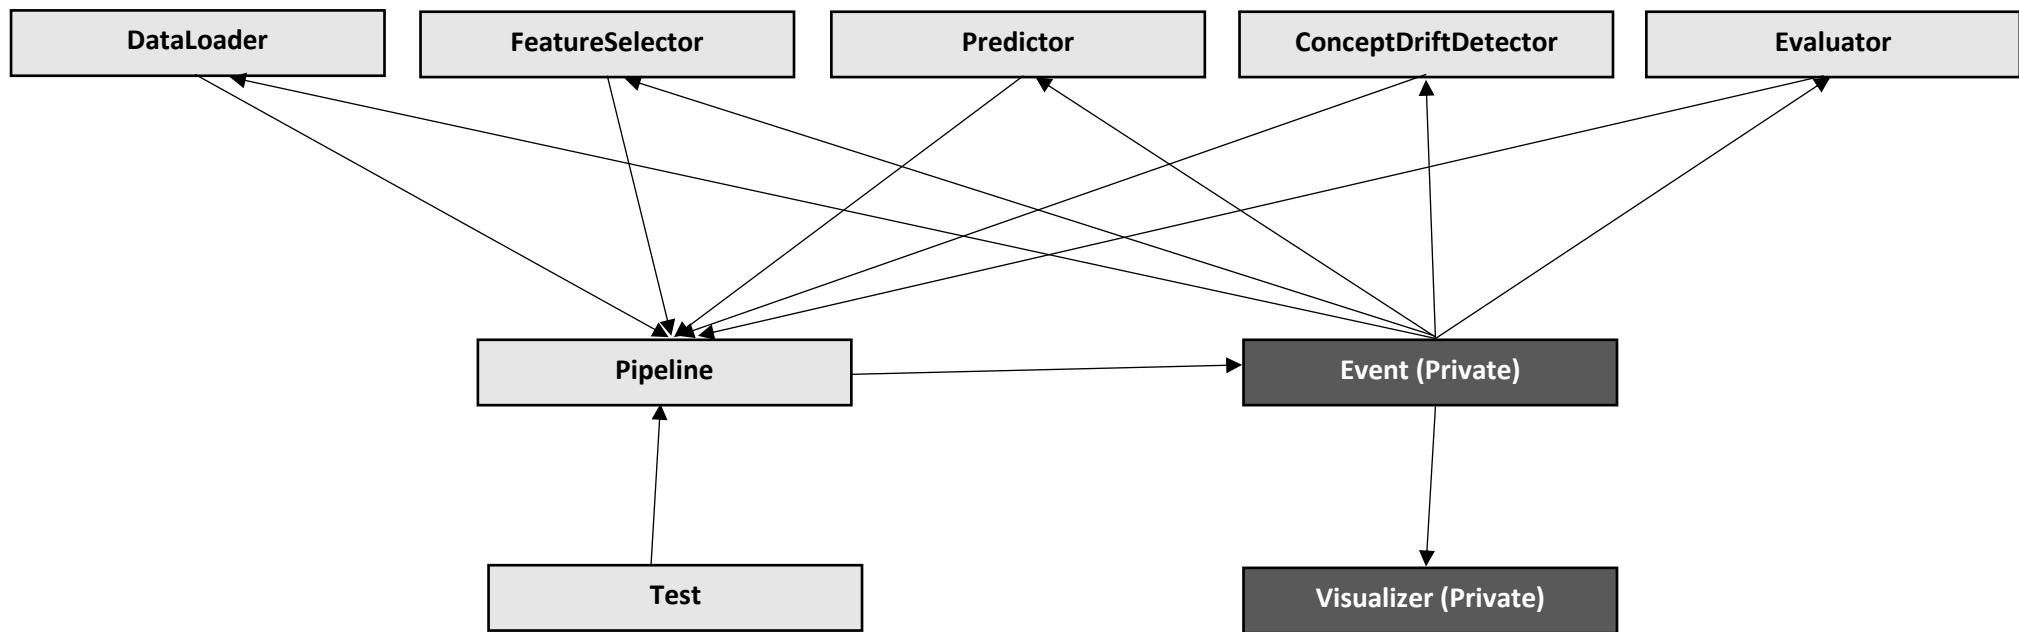 DataLoader
FeatureSelector
Predictor
ConceptDriftDetector
Evaluator
Pipeline
Event (Private)
Test
Visualizer (Private)